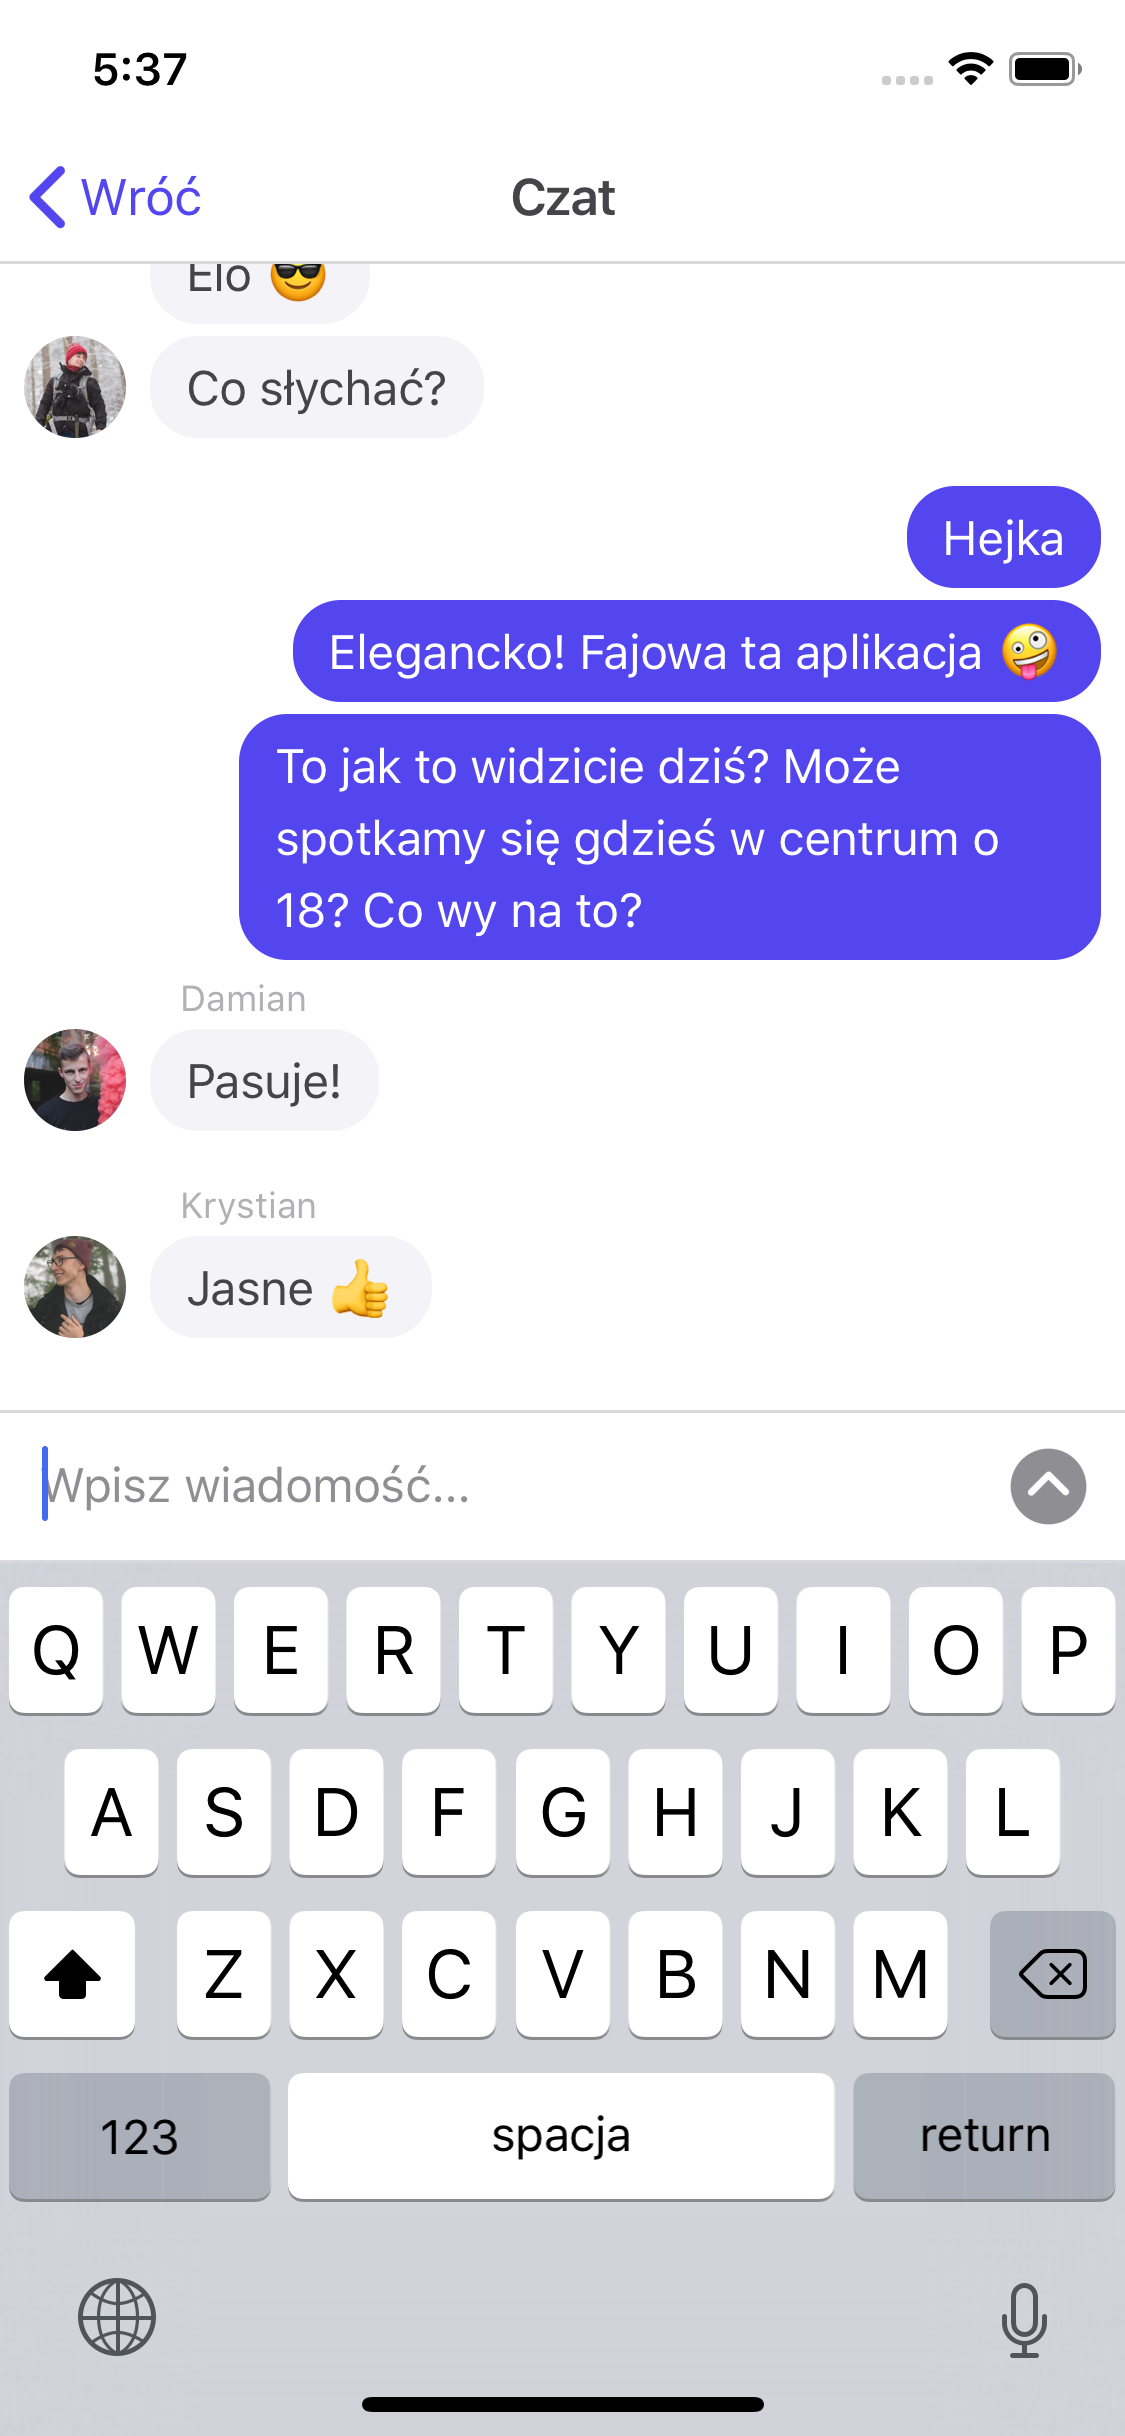 5:37
Wróć
Czat
Elo 😎
Co słychać?
Hejka
Elegancko! Fajowa ta aplikacja 🤪
To jak to widzicie dziś? Może
spotkamy się gdzieś w centrum o
18? Co wy na to?
Damian
Pasuje!
Krystian
Jasne 👍
Wpisz wiadomość...
Q W E R T Y U I O P
A S D F G H J K L
Z X C V B N M
123 spacja return